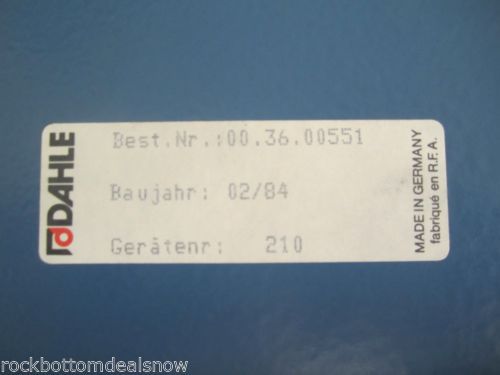 DAHLE
Best.Nr.:00.36.00551
Baujahr: 02/84
Gerätenr: 210
MADE IN GERMANY
fabriqué en R.F.A.
rockbottomdealsnow